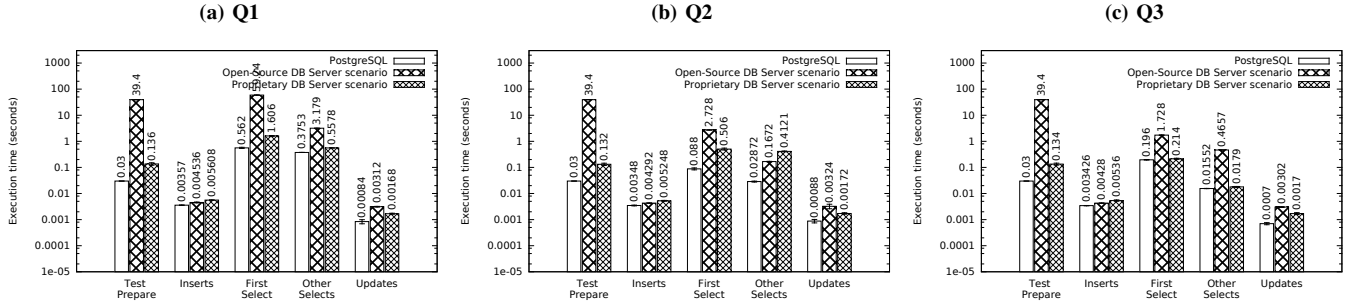 (a) Q1
Execution time (seconds)
1000
100
10
1
0.1
0.01
0.001
0.0001
1e-05
PostgreSQL
Open-Source DB Server scenario
Proprietary DB Server scenario
0.03
39.4
0.136
0.00357
0.004536
0.005608
0.562
1.606
0.3753
3.179
0.5578
0.00084
0.00312
0.00168
Test
Prepare
Inserts
First
Select
Other
Selects
Updates
(b) Q2
Execution time (seconds)
1000
100
10
1
0.1
0.01
0.001
0.0001
1e-05
PostgreSQL
Open-Source DB Server scenario
Proprietary DB Server scenario
0.03
39.4
0.132
0.00348
0.004292
0.005248
0.088
2.728
0.506
0.02872
0.1672
0.4121
0.00088
0.00324
0.00172
Test
Prepare
Inserts
First
Select
Other
Selects
Updates
(c) Q3
Execution time (seconds)
1000
100
10
1
0.1
0.01
0.001
0.0001
1e-05
PostgreSQL
Open-Source DB Server scenario
Proprietary DB Server scenario
0.03
39.4
0.134
0.003426
0.00428
0.00536
0.196
1.728
0.214
0.01552
0.4657
0.0179
0.0007
0.00302
0.0017
Test
Prepare
Inserts
First
Select
Other
Selects
Updates